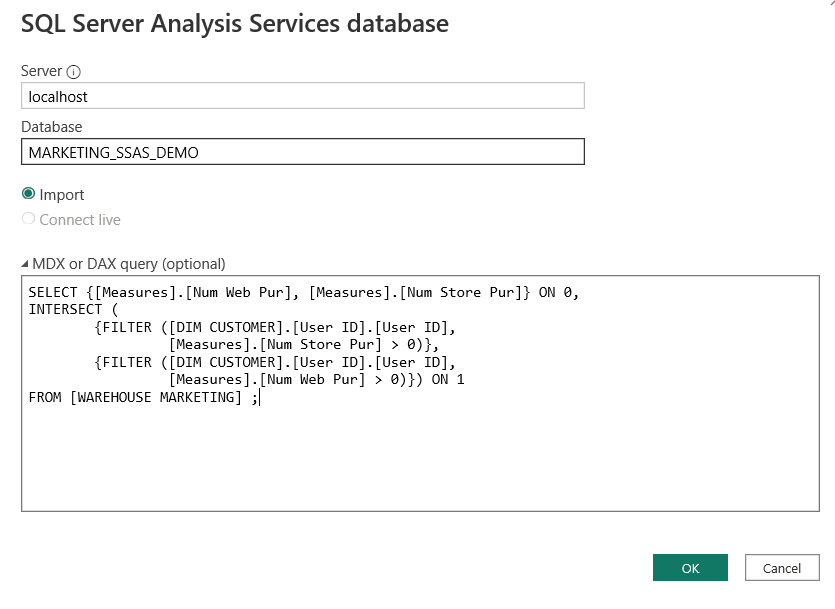 SQL Server Analysis Services database
Server
localhost
Database
MARKETING_SSAS_DEMO
Import
Connect live
MDX or DAX query (optional)
SELECT {[Measures].[Num Web Pur], [Measures].[Num Store Pur]} ON 0,
INTERSECT (
{FILTER ([DIM CUSTOMER].[User ID].[User ID],
[Measures].[Num Store Pur] > 0)},
{FILTER ([DIM CUSTOMER].[User ID].[User ID],
[Measures].[Num Web Pur] > 0)}) ON 1
FROM [WAREHOUSE MARKETING] ;
OK Cancel